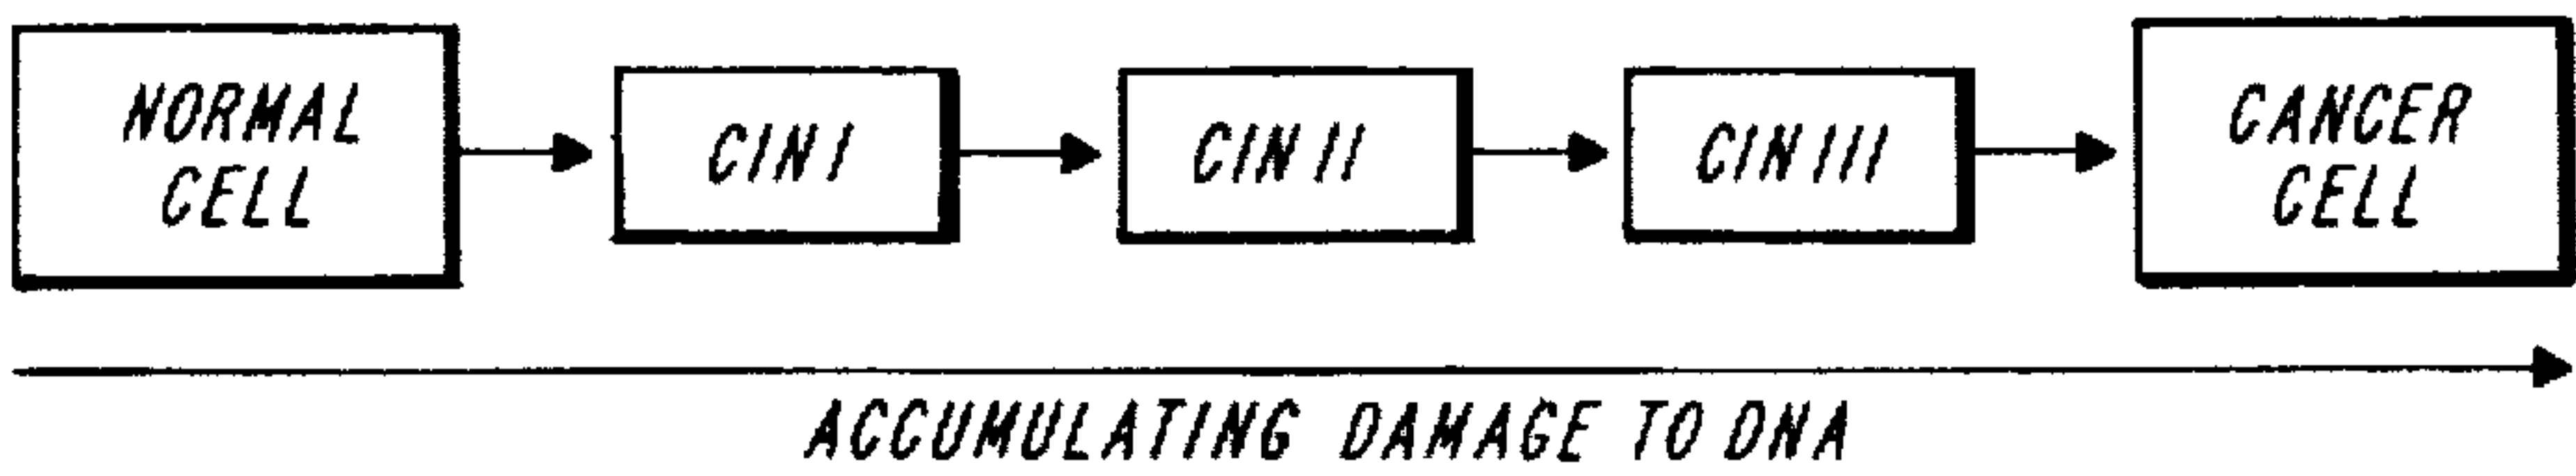 NORMAL
CELL
CIN I
CIN II
CIN III
CANCER
CELL
ACCUMULATING DAMAGE TO DNA